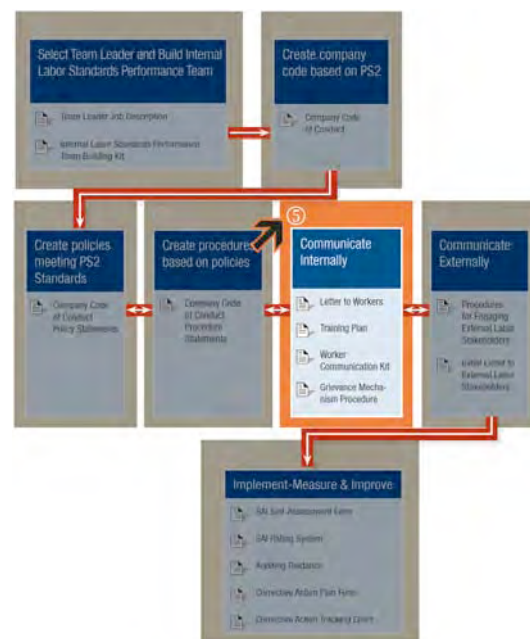 Select Team Leader and Build Internal
Labor Standards Performance Team
Team Leader Job Description
Internal Labor Standards Performance
Team Building Kit
Create company
code based on PS2
Company Code
of Conduct
Create policies
meeting PS2
Standards
Company Code
of Conduct
Policy Statements
Create procedures
based on policies
Company Code
of Conduct
Procedure
Statements
⑤
Communicate
Internally
Letter to Workers
Training Plan
Worker
Communication Kit
Grievance Mecha-
nism Procedure
Communicate
Externally
Procedures
for Engaging
External Labor
Stakeholders
Initial Letter to
External Labor
Stakeholders
Implement-Measure & Improve
SAI Self-Assessment Form
SAI Rating System
Auditing Guidance
Corrective Action Plan Form
Corrective Action Tracking Chart